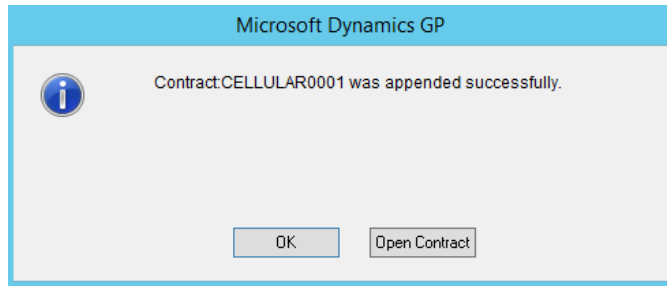 Microsoft Dynamics GP
Contract:CELLULAR0001 was appended successfully.
OK
Open Contract